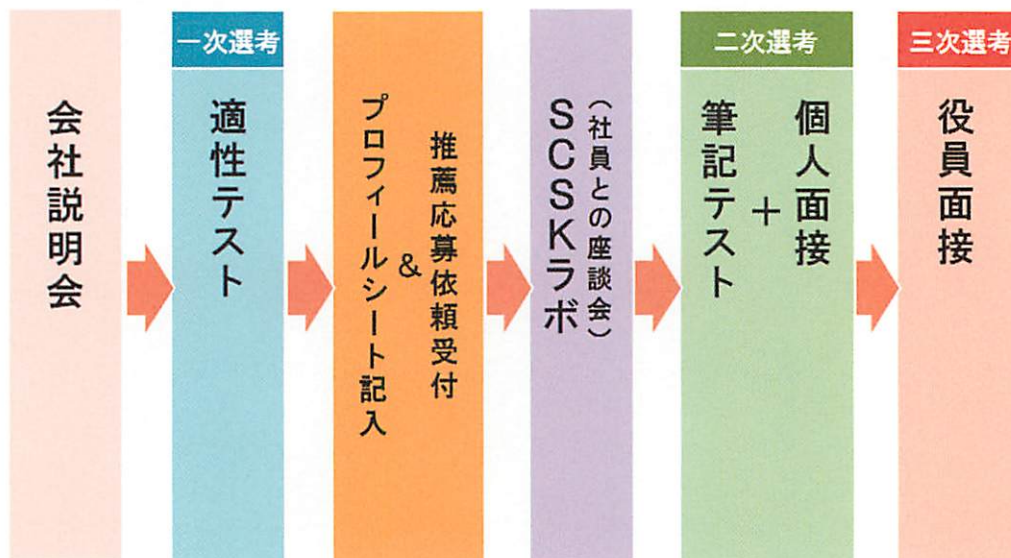 会社説明会
一次選考
適性テスト
推薦応募依頼受付
&
プロフィールシート記入
（社員との座談会）
SCSKラボ
二次選考
個人面接
＋
筆記テスト
三次選考
役員面接